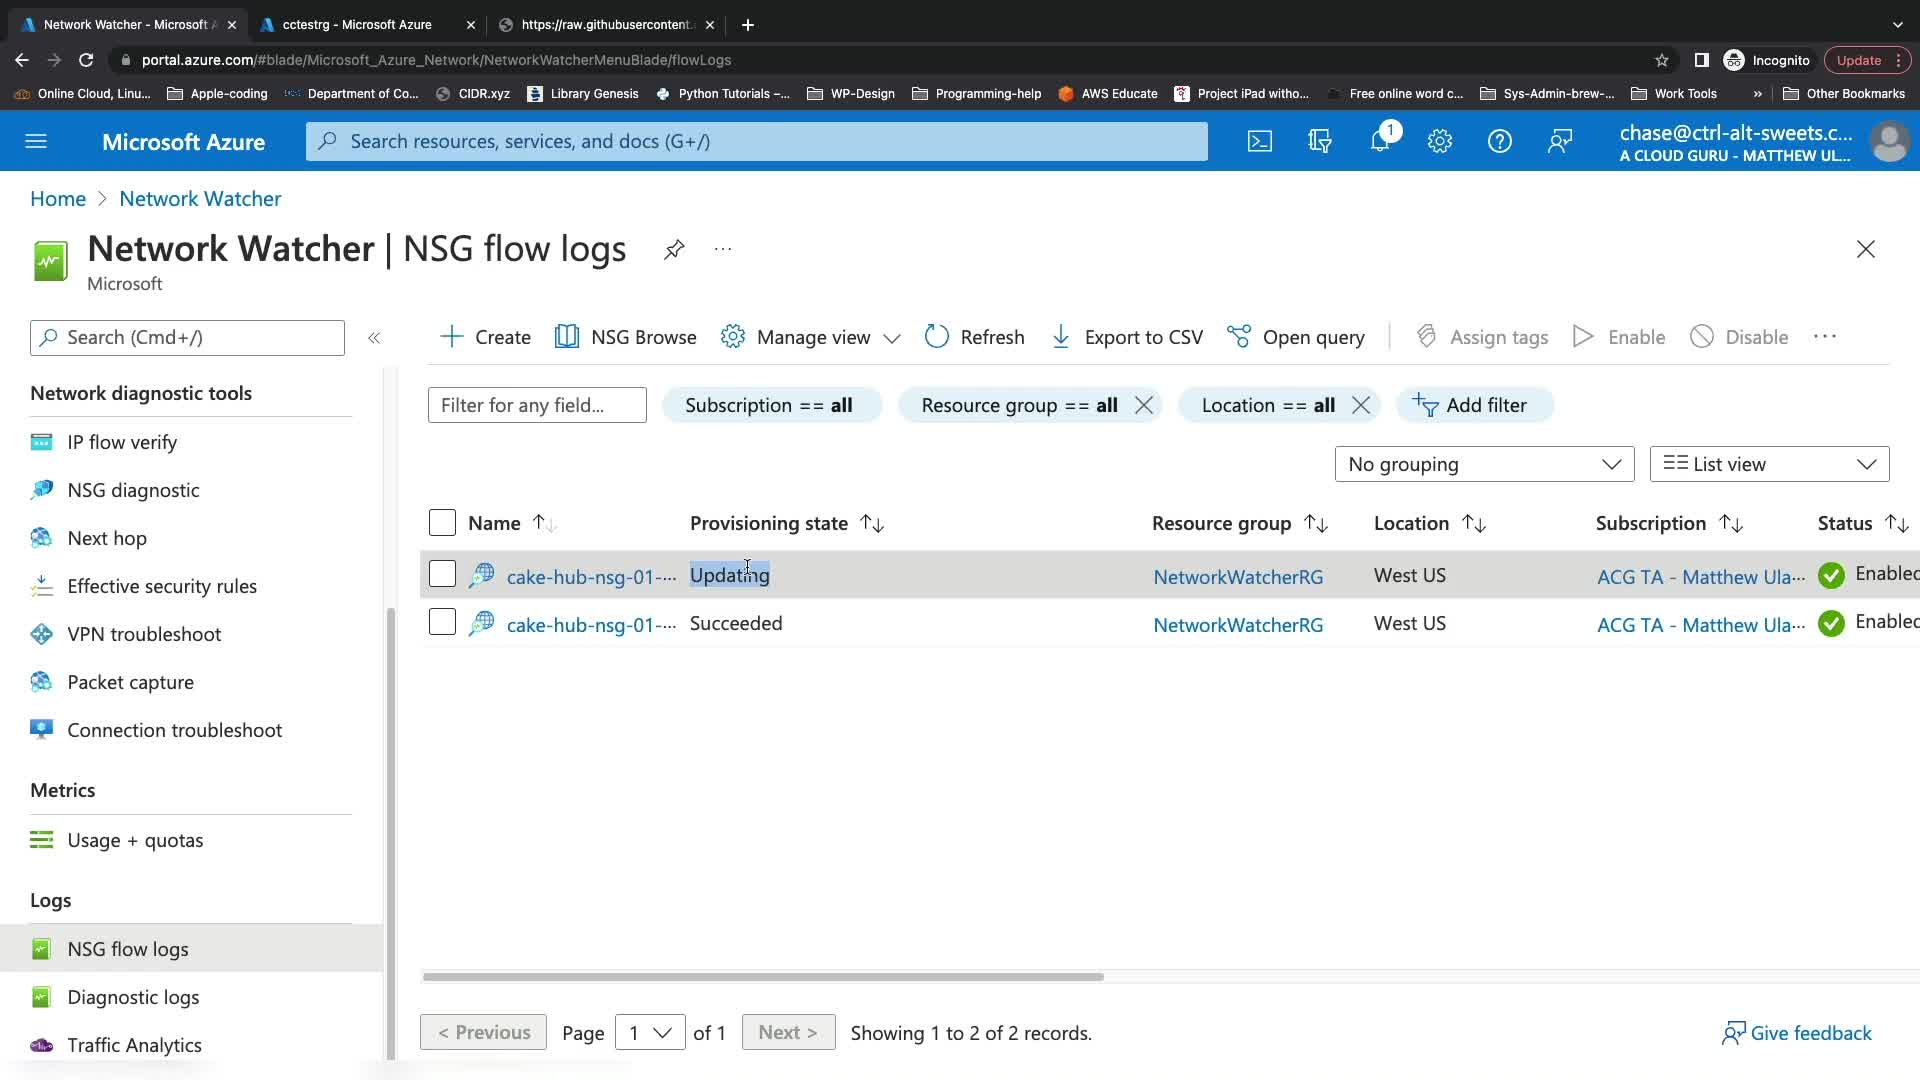 Network Watcher - Microsoft A
cctestrg - Microsoft Azure
https://raw.githubusercontent.
portal.azure.com/#blade/Microsoft_Azure_Network/NetworkWatcherMenuBlade/flowLogs
Incognito
Update
Online Cloud, Linu...
Apple-coding
Department of Co...
CIDR.xyz
Library Genesis
Python Tutorials –...
WP-Design
Programming-help
AWS Educate
Project iPad witho...
Free online word c...
Sys-Admin-brew-...
Work Tools
»
Other Bookmarks
Microsoft Azure
Search resources, services, and docs (G+/)
1
chase@ctrl-alt-sweets.c...
A CLOUD GURU - MATTHEW UL...
Home > Network Watcher
Network Watcher | NSG flow logs
Microsoft
Search (Cmd+/)
«
Create
NSG Browse
Manage view
Refresh
Export to CSV
Open query
Assign tags
Enable
Disable
Network diagnostic tools
IP flow verify
NSG diagnostic
Next hop
Effective security rules
VPN troubleshoot
Packet capture
Connection troubleshoot
Metrics
Usage + quotas
Logs
NSG flow logs
Diagnostic logs
Traffic Analytics
Filter for any field...
Subscription == all
Resource group == all
Location == all
Add filter
No grouping
List view
Name Provisioning state Resource group Location Subscription Status
cake-hub-nsg-01-... Updating NetworkWatcherRG West US ACG TA - Matthew Ula... Enabled
cake-hub-nsg-01-... Succeeded NetworkWatcherRG West US ACG TA - Matthew Ula... Enabled
< Previous Page 1 of 1 Next > Showing 1 to 2 of 2 records.
Give feedback